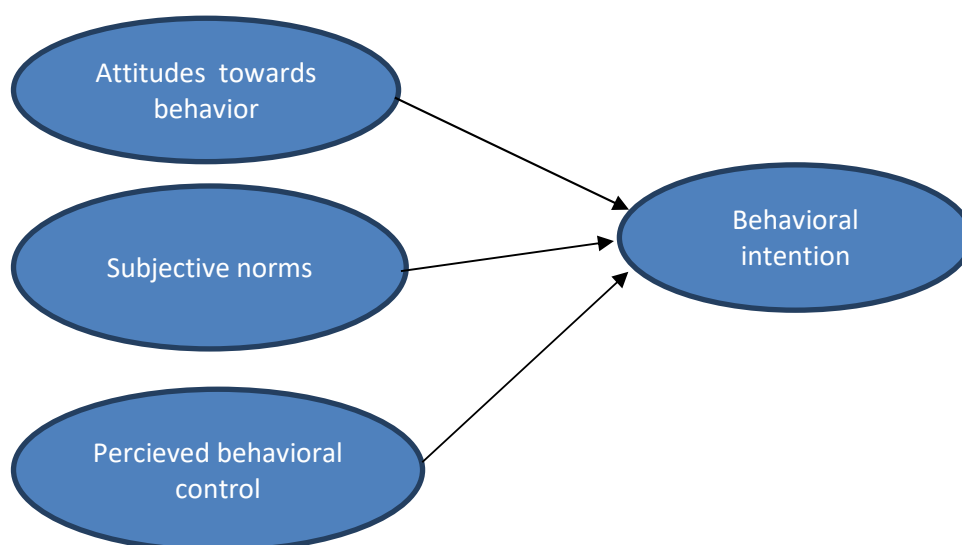 Attitudes  towards
behavior
Subjective norms
Percieved behavioral
control
Behavioral
intention